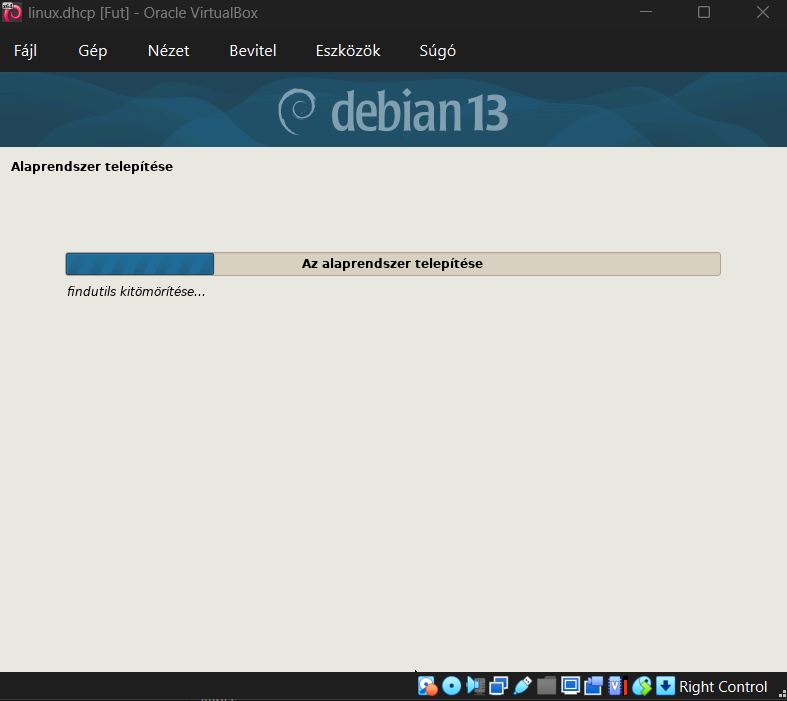 linux.dhcp [Fut] - Oracle VirtualBox
Fájl Gép Nézet Bevitel Eszközök Súgó
debian 13
Alaprendszer telepítése
Az alaprendszer telepítése
findutils kitömörítése...
Right Control